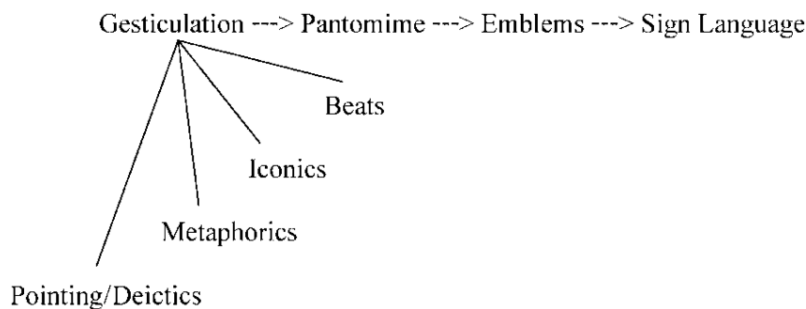 Gesticulation ---> Pantomime ---> Emblems ---> Sign Language
Beats
Iconics
Metaphorics
Pointing/Deictics